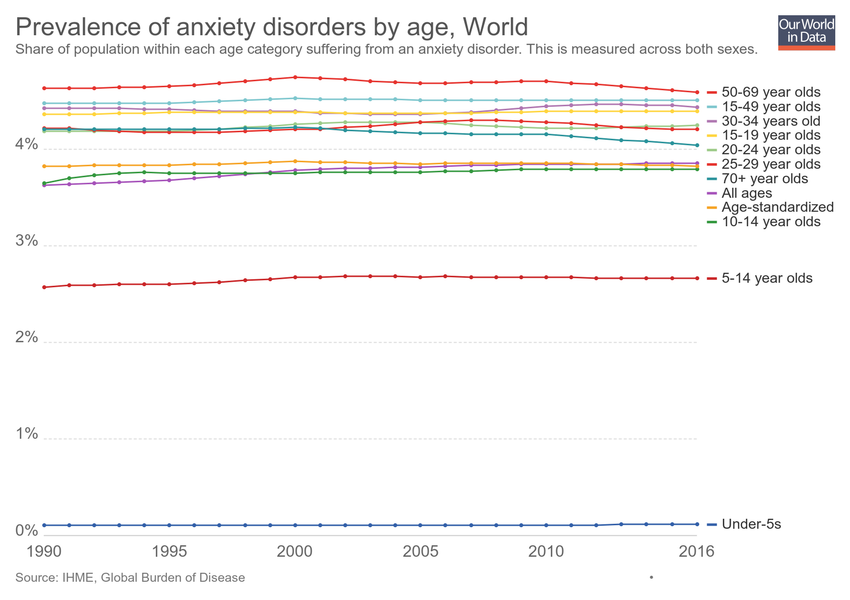 Prevalence of anxiety disorders by age, World
Share of population within each age category suffering from an anxiety disorder. This is measured across both sexes.
Our World
in Data
50-69 year olds
15-49 year olds
30-34 years old
15-19 year olds
20-24 year olds
25-29 year olds
70+ year olds
All ages
Age-standardized
10-14 year olds
5-14 year olds
Under-5s
4%
3%
2%
1%
0%
1990
1995
2000
2005
2010
2016
Source: IHME, Global Burden of Disease